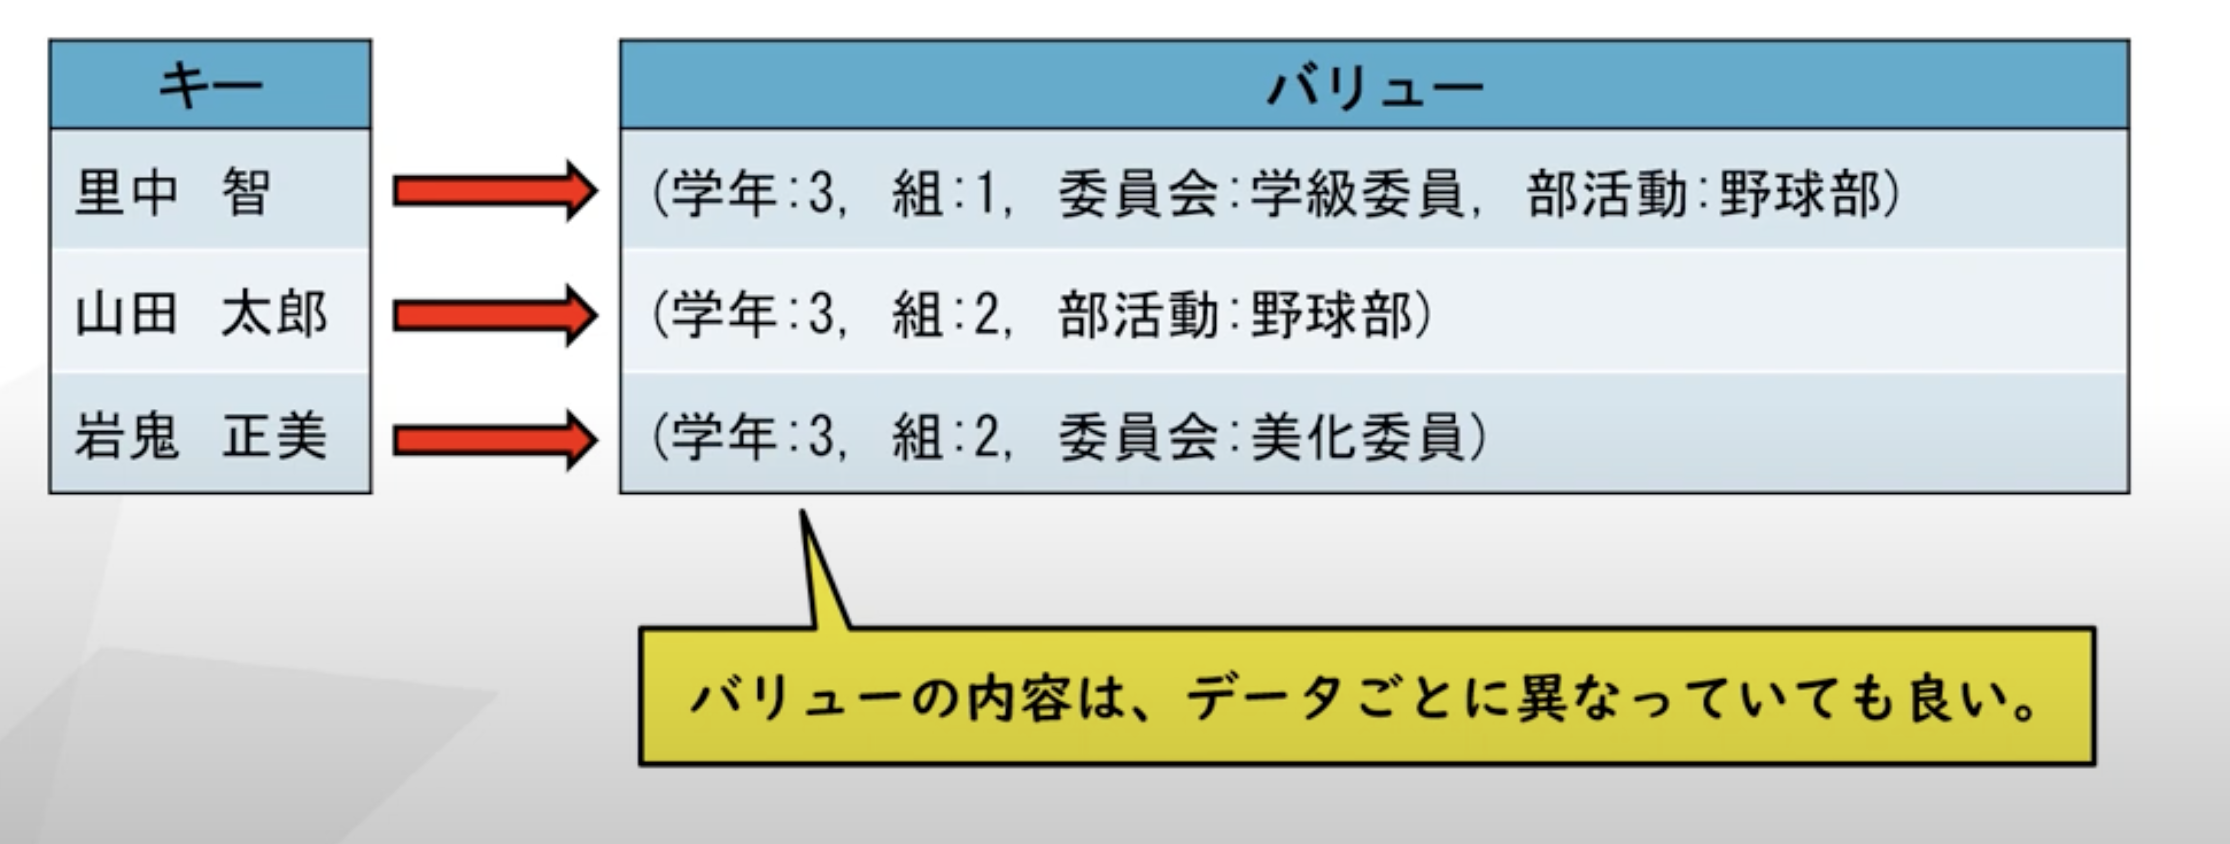 キー
バリュー
里中　智
(学年:3,　組:1,　委員会:学級委員,　部活動:野球部)
山田　太郎
(学年:3,　組:2,　部活動:野球部)
岩鬼　正美
(学年:3,　組:2,　委員会:美化委員)
バリューの内容は、データごとに異なっていても良い。